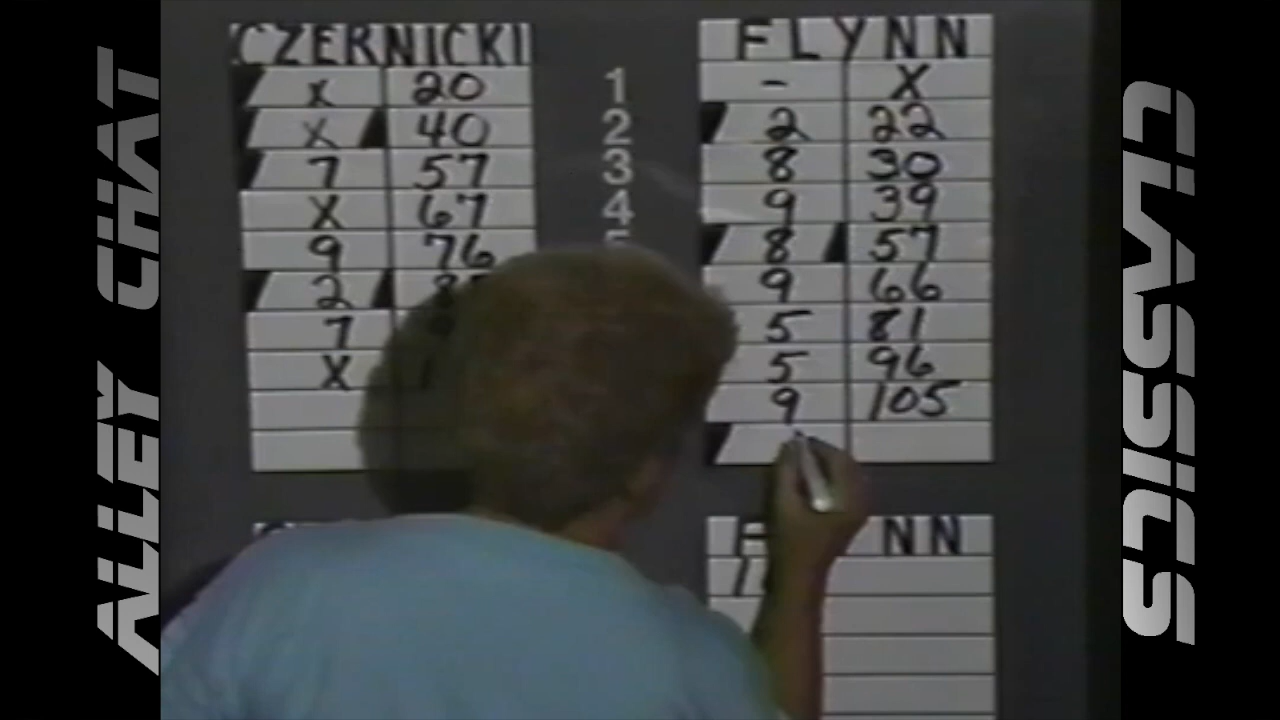 ALLEY CHAT
CZERNICKI
x 20
x 40
7 57
X 67
9 76
2
7
X
1
2
3
4
FLYNN
- X
2 22
8 30
9 39
8 57
9 66
5 81
5 96
9 105
NN
CLASSICS